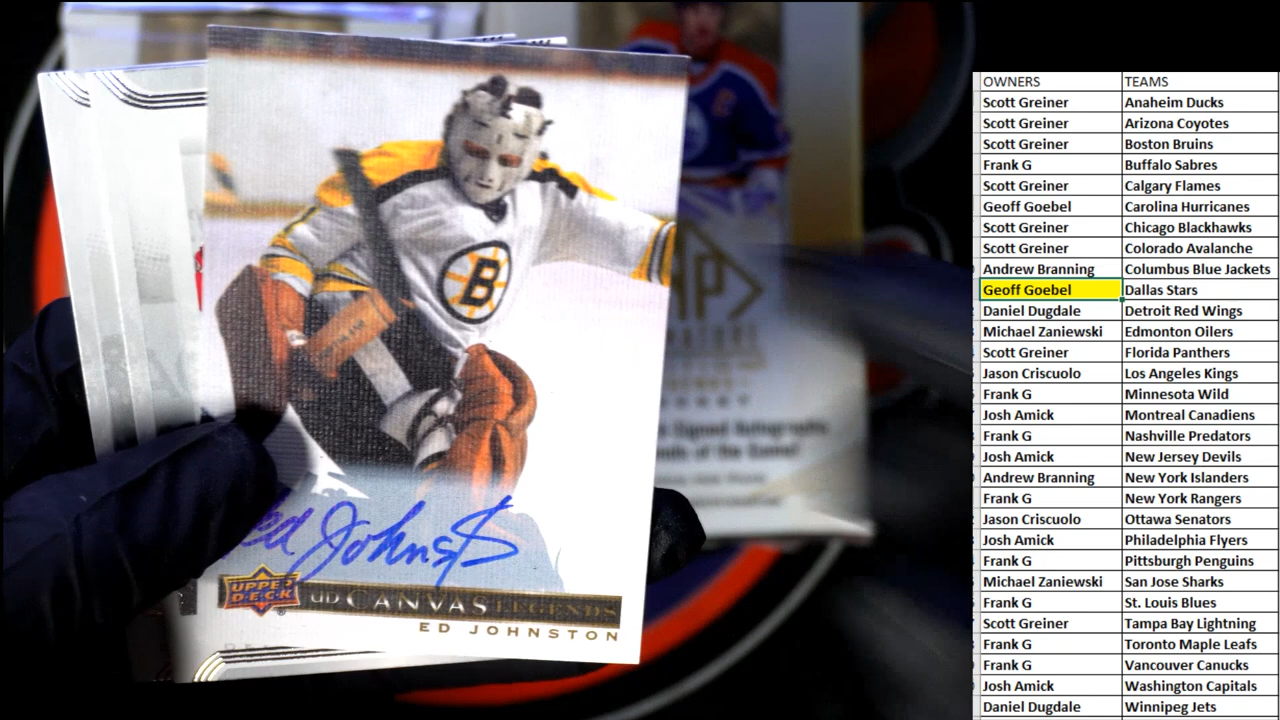 B
Ed Johnst
UPPER
DECK
UD CANVAS LEGENDS
ED JOHNSTON
OWNERS TEAMS
Scott Greiner Anaheim Ducks
Scott Greiner Arizona Coyotes
Scott Greiner Boston Bruins
Frank G Buffalo Sabres
Scott Greiner Calgary Flames
Geoff Goebel Carolina Hurricanes
Scott Greiner Chicago Blackhawks
Scott Greiner Colorado Avalanche
Andrew Branning Columbus Blue Jackets
Geoff Goebel Dallas Stars
Daniel Dugdale Detroit Red Wings
Michael Zaniewski Edmonton Oilers
Scott Greiner Florida Panthers
Jason Criscuolo Los Angeles Kings
Frank G Minnesota Wild
Josh Amick Montreal Canadiens
Frank G Nashville Predators
Josh Amick New Jersey Devils
Andrew Branning New York Islanders
Frank G New York Rangers
Jason Criscuolo Ottawa Senators
Josh Amick Philadelphia Flyers
Frank G Pittsburgh Penguins
Michael Zaniewski San Jose Sharks
Frank G St. Louis Blues
Scott Greiner Tampa Bay Lightning
Frank G Toronto Maple Leafs
Frank G Vancouver Canucks
Josh Amick Washington Capitals
Daniel Dugdale Winnipeg Jets